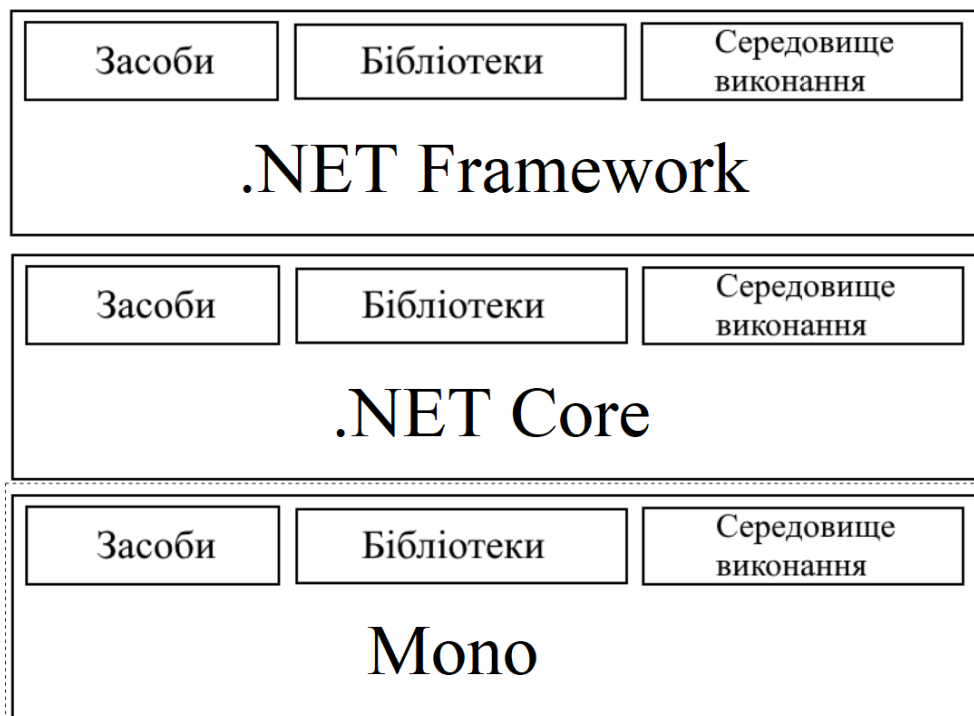 Засоби
Бібліотеки
Середовище
виконання
.NET Framework
Засоби
Бібліотеки
Середовище
виконання
.NET Core
Засоби
Бібліотеки
Середовище
виконання
Mono